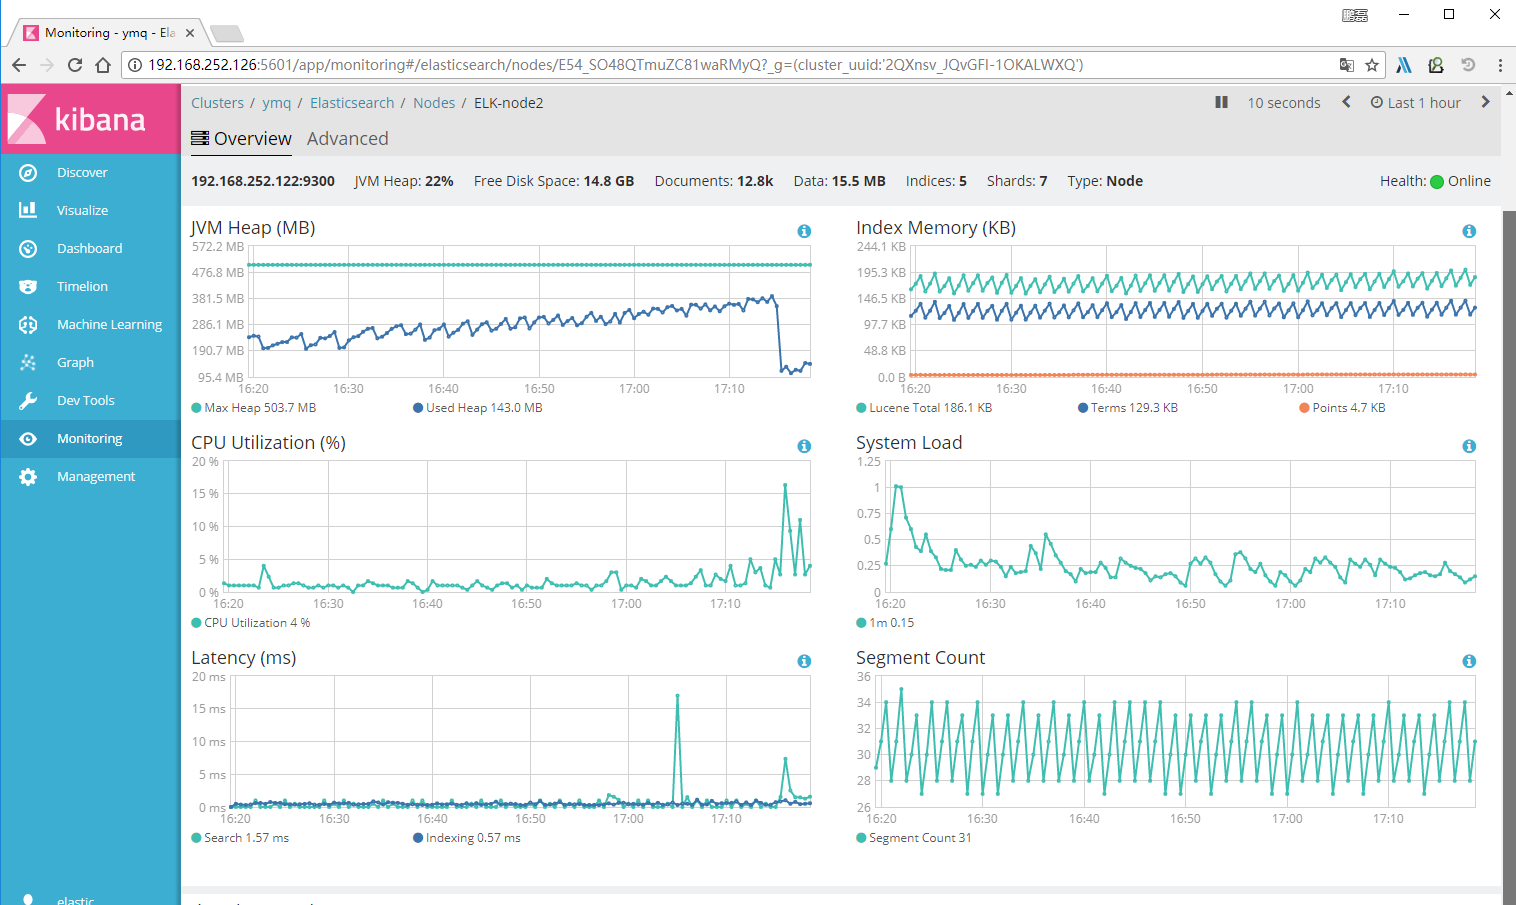 鹏磊
Monitoring - ymq - Ela
192.168.252.126:5601/app/monitoring#/elasticsearch/nodes/E54_SO48QTmuZC81waRMyQ?_g=(cluster_uuid:'2QXnsv_JQvGFI-1OKALWXQ')
kibana
Discover
Visualize
Dashboard
Timelion
Machine Learning
Graph
Dev Tools
Monitoring
Management
elastic
Clusters / ymq / Elasticsearch / Nodes / ELK-node2
10 seconds
Last 1 hour
Overview Advanced
192.168.252.122:9300 JVM Heap: 22% Free Disk Space: 14.8 GB Documents: 12.8k Data: 15.5 MB Indices: 5 Shards: 7 Type: Node Health: Online
JVM Heap (MB)
572.2 MB
476.8 MB
381.5 MB
286.1 MB
190.7 MB
95.4 MB
16:20 16:30 16:40 16:50 17:00 17:10
Max Heap 503.7 MB Used Heap 143.0 MB
Index Memory (KB)
244.1 KB
195.3 KB
146.5 KB
97.7 KB
48.8 KB
0.0 B
16:20 16:30 16:40 16:50 17:00 17:10
Lucene Total 186.1 KB Terms 129.3 KB Points 4.7 KB
CPU Utilization (%)
20 %
15 %
10 %
5 %
0 %
16:20 16:30 16:40 16:50 17:00 17:10
CPU Utilization 4 %
System Load
1.25
1
0.75
0.5
0.25
0
16:20 16:30 16:40 16:50 17:00 17:10
1m 0.15
Latency (ms)
20 ms
15 ms
10 ms
5 ms
0 ms
16:20 16:30 16:40 16:50 17:00 17:10
Search 1.57 ms Indexing 0.57 ms
Segment Count
36
34
32
30
28
26
16:20 16:30 16:40 16:50 17:00 17:10
Segment Count 31